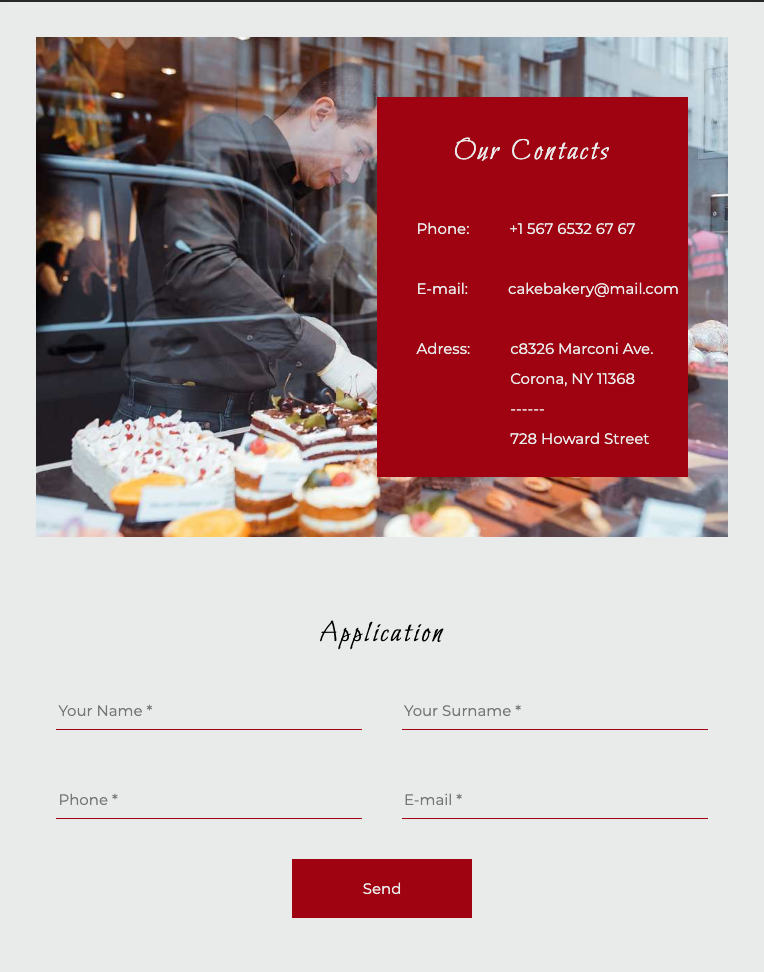 Our Contacts
Phone: +1 567 6532 67 67
E-mail: cakebakery@mail.com
Adress: c8326 Marconi Ave.
Corona, NY 11368
------
728 Howard Street
Application
Your Name * Your Surname *
Phone * E-mail *
Send